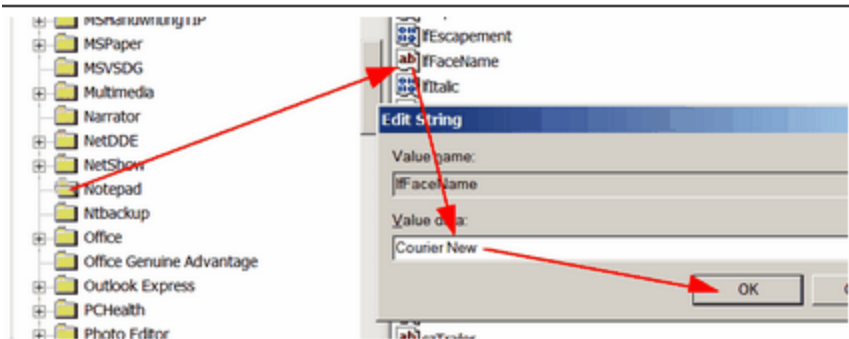 MSHandwritingTIP
MSPaper
MSVSDG
Multimedia
Narrator
NetDDE
NetShow
Notepad
Ntbackup
Office
Office Genuine Advantage
Outlook Express
PCHealth
Photo Editor
lfEscapement
lfFaceName
lfItalic
Edit String
Value name:
lfFaceName
Value data:
Courier New
OK
szTrailer